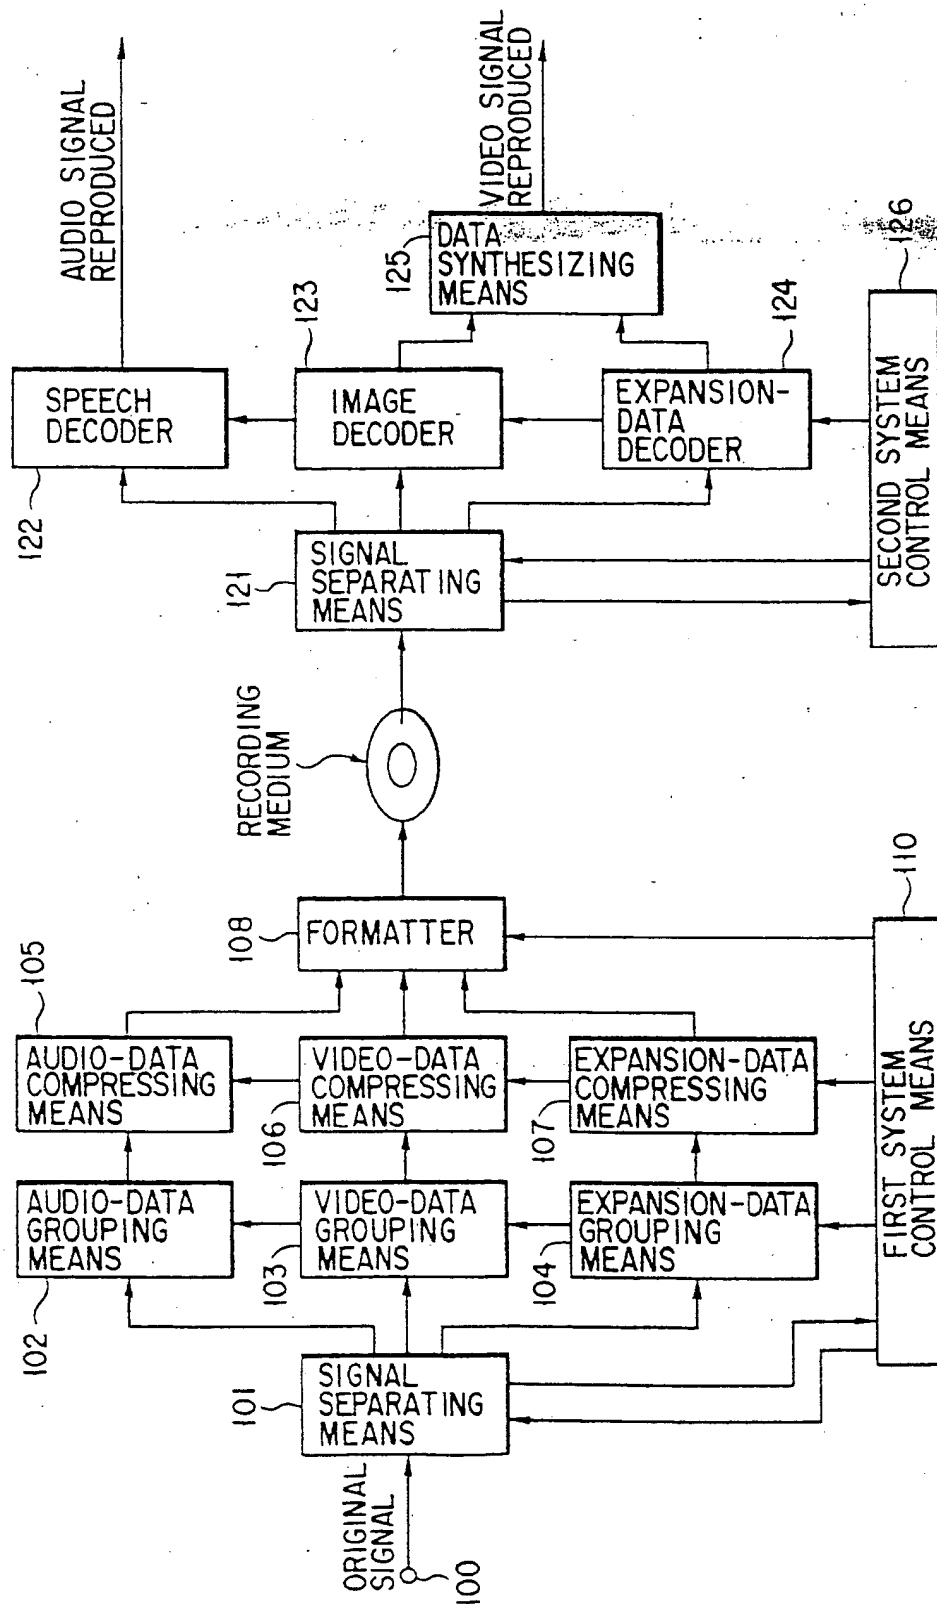 ORIGINAL
SIGNAL
100
101
SIGNAL
SEPARATING
MEANS
102
AUDIO-DATA
GROUPING
MEANS
103
VIDEO-DATA
GROUPING
MEANS
104
EXPANSION-DATA
GROUPING
MEANS
105
AUDIO-DATA
COMPRESSING
MEANS
106
VIDEO-DATA
COMPRESSING
MEANS
107
EXPANSION-DATA
COMPRESSING
MEANS
108
FORMATTER
FIRST SYSTEM
CONTROL MEANS
110
RECORDING
MEDIUM
121
SIGNAL
SEPARATING
MEANS
122
SPEECH
DECODER
123
IMAGE
DECODER
124
EXPANSION-
DATA
DECODER
125
DATA
SYNTHESIZING
MEANS
SECOND SYSTEM
CONTROL MEANS
126
AUDIO SIGNAL
REPRODUCED
VIDEO SIGNAL
REPRODUCED